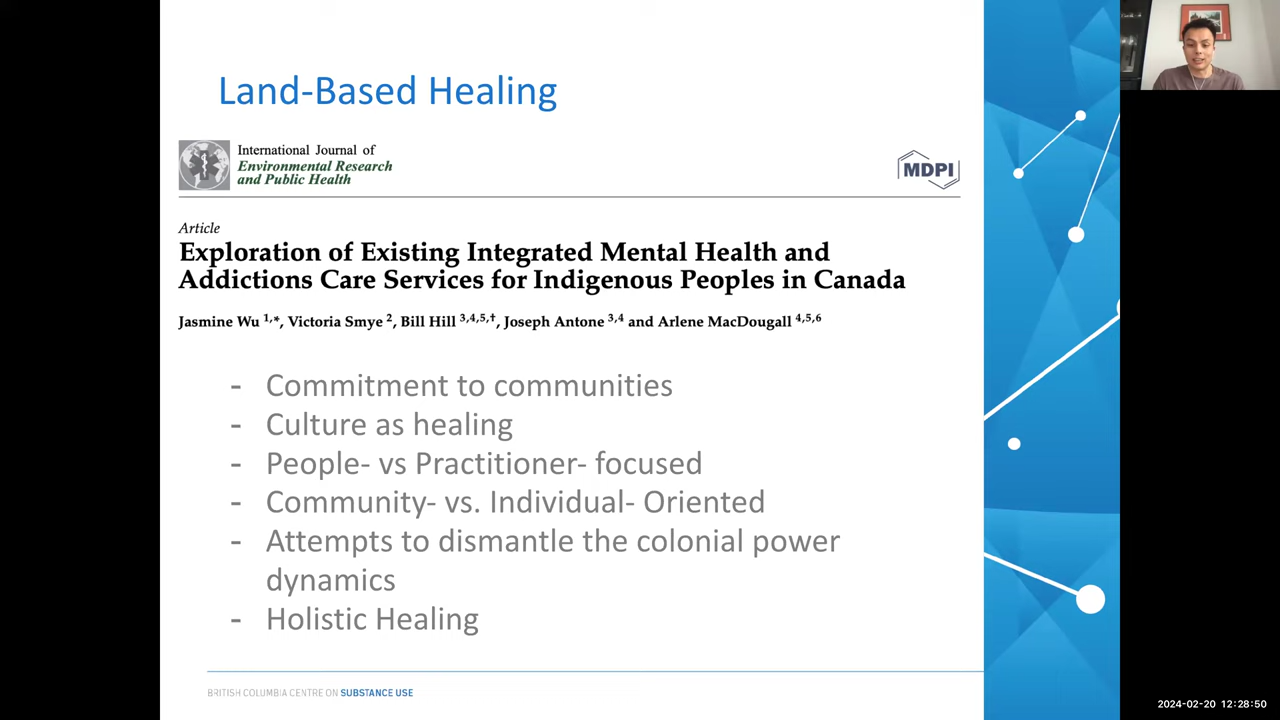 Land-Based Healing
International Journal of
Environmental Research
and Public Health
MDPI
Article
Exploration of Existing Integrated Mental Health and
Addictions Care Services for Indigenous Peoples in Canada
Jasmine Wu 1,*, Victoria Smye 2, Bill Hill 3,4,5,†, Joseph Antone 3,4 and Arlene MacDougall 4,5,6
- Commitment to communities
- Culture as healing
- People- vs Practitioner- focused
- Community- vs. Individual- Oriented
- Attempts to dismantle the colonial power
dynamics
- Holistic Healing
BRITISH COLUMBIA CENTRE ON SUBSTANCE USE
2024-02-20 12:28:50